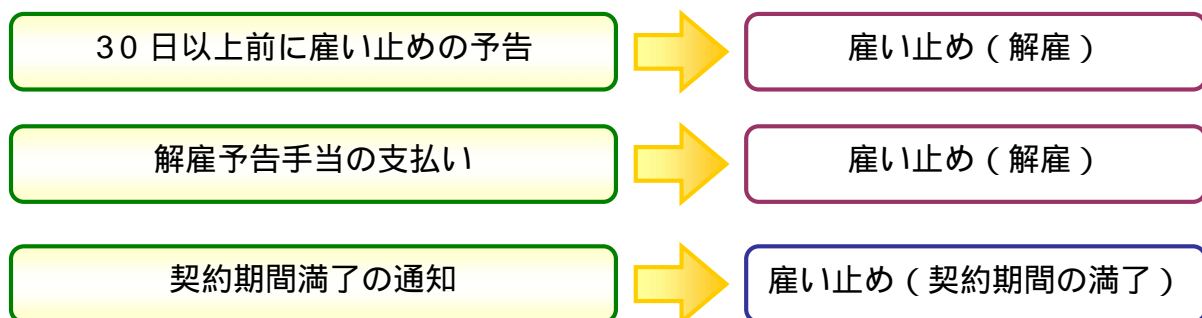 30日以上前に雇い止めの予告
雇い止め（解雇）
解雇予告手当の支払い
雇い止め（解雇）
契約期間満了の通知
雇い止め（契約期間の満了）